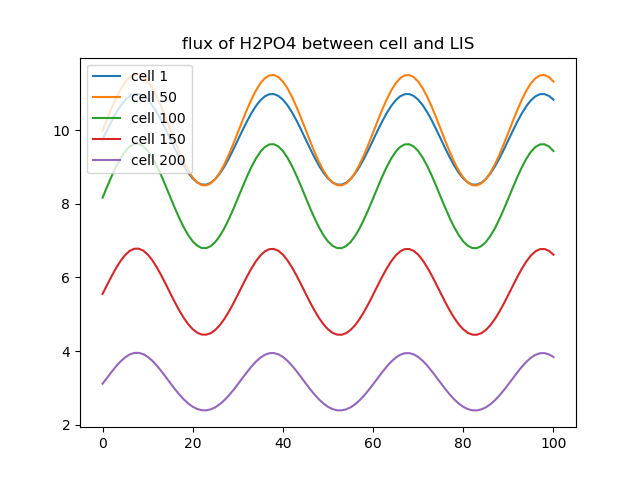 flux of H2PO4 between cell and LIS
cell 1
cell 50
cell 100
cell 150
cell 200
10
8
6
4
2
0 20 40 60 80 100